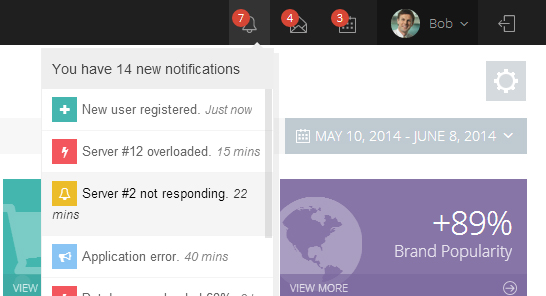 7
4
3
Bob
You have 14 new notifications
New user registered. Just now
Server #12 overloaded. 15 mins
MAY 10, 2014 - JUNE 8, 2014
Server #2 not responding. 22
mins
+89%
Brand Popularity
Application error. 40 mins
VIEW
VIEW MORE